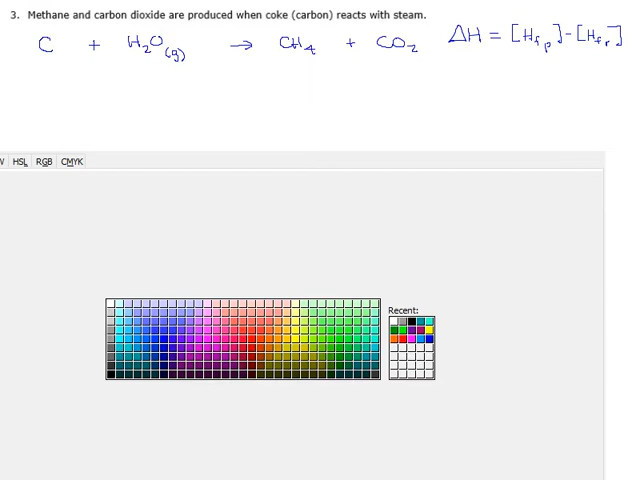 3. Methane and carbon dioxide are produced when coke (carbon) reacts with steam.
C + H₂O(g) → CH₄ + CO₂ ΔH = [Hfₚ] - [Hfᵣ]
HSL RGB CMYK
Recent: